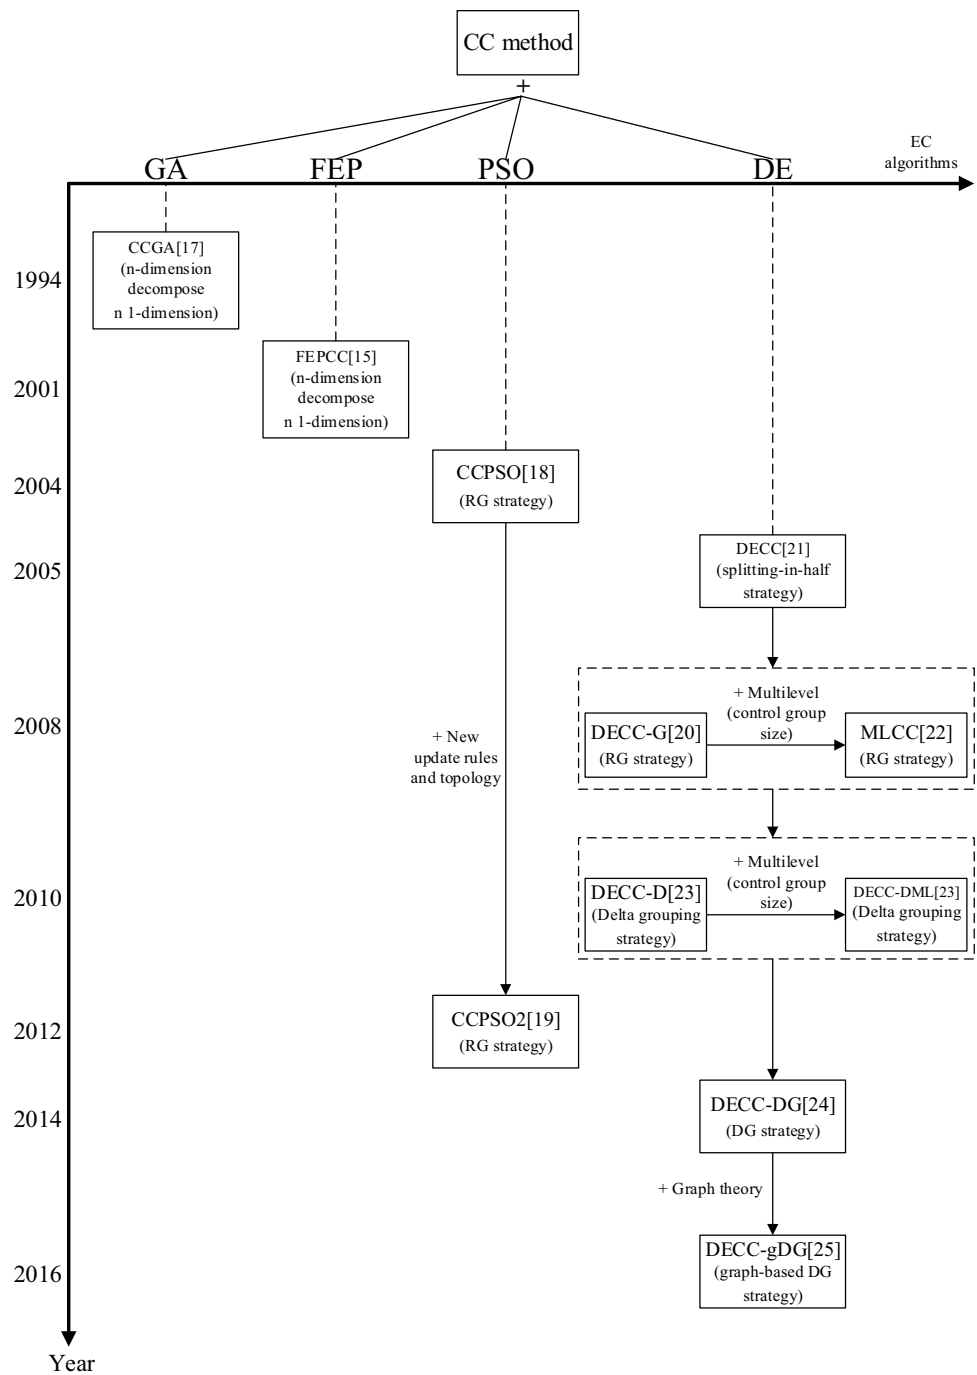 CC method
+
GA
FEP
PSO
DE
EC
algorithms
1994
CCGA[17]
(n-dimension
decompose
n 1-dimension)
2001
FEPCC[15]
(n-dimension
decompose
n 1-dimension)
2004
CCPSO[18]
(RG strategy)
2005
DECC[21]
(splitting-in-half
strategy)
2008
+ New
update rules
and topology
DECC-G[20]
(RG strategy)
+ Multilevel
(control group
size)
MLCC[22]
(RG strategy)
2010
DECC-D[23]
(Delta grouping
strategy)
+ Multilevel
(control group
size)
DECC-DML[23]
(Delta grouping
strategy)
2012
CCPSO2[19]
(RG strategy)
2014
DECC-DG[24]
(DG strategy)
+ Graph theory
2016
DECC-gDG[25]
(graph-based DG
strategy)
Year